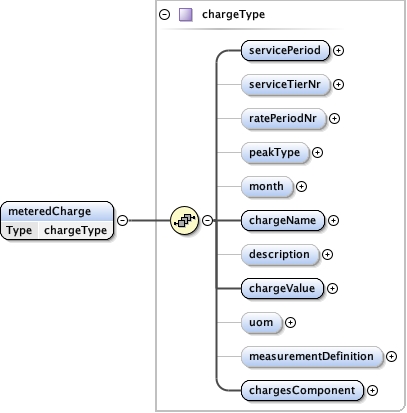 chargeType
servicePeriod
serviceTierNr
ratePeriodNr
peakType
month
meteredCharge
Type chargeType
chargeName
description
chargeValue
uom
measurementDefinition
chargesComponent